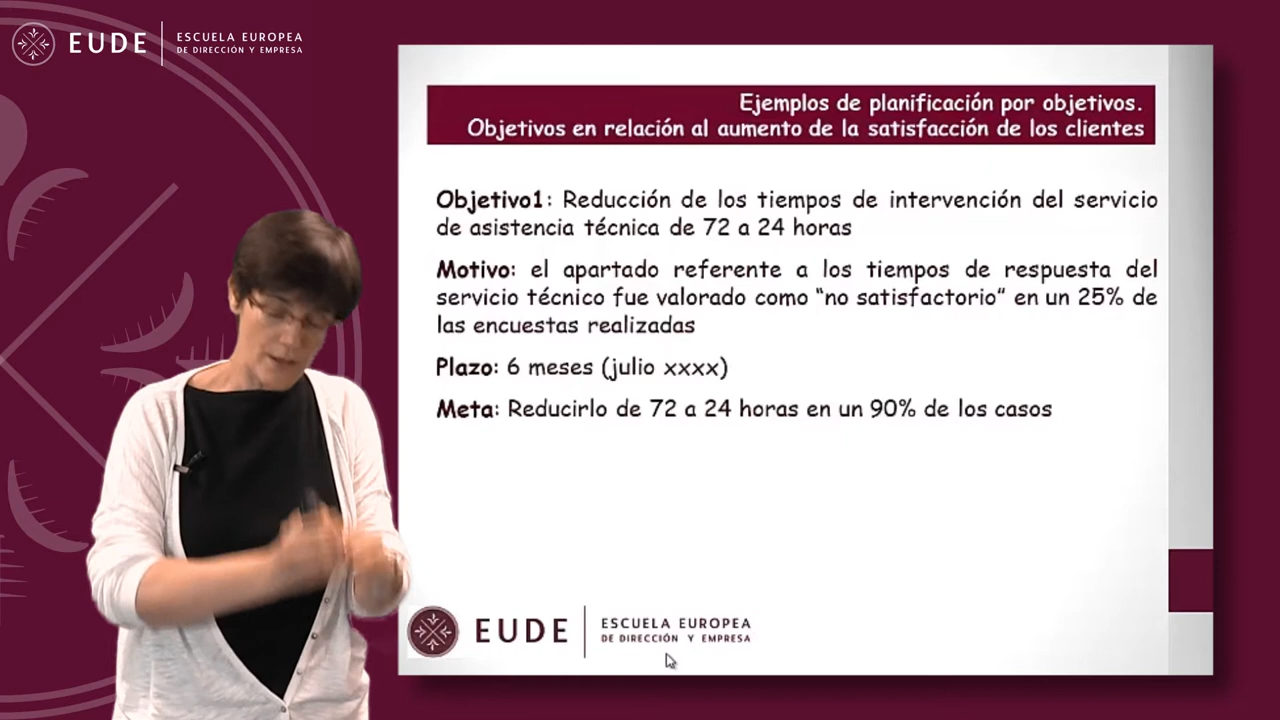 EUDE
ESCUELA EUROPEA
DE DIRECCIÓN Y EMPRESA
Ejemplos de planificación por objetivos.
Objetivos en relación al aumento de la satisfacción de los clientes
Objetivo1: Reducción de los tiempos de intervención del servicio
de asistencia técnica de 72 a 24 horas
Motivo: el apartado referente a los tiempos de respuesta del
servicio técnico fue valorado como “no satisfactorio” en un 25% de
las encuestas realizadas
Plazo: 6 meses (julio xxxx)
Meta: Reducirlo de 72 a 24 horas en un 90% de los casos
EUDE
ESCUELA EUROPEA
DE DIRECCIÓN Y EMPRESA